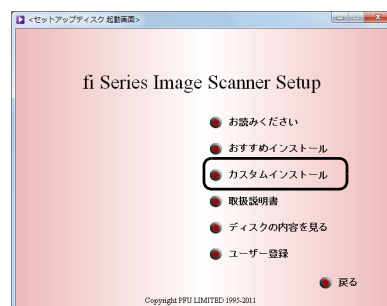 <セットアップディスク 起動画面>
fi Series Image Scanner Setup
お読みください
おすすめインストール
カスタムインストール
取扱説明書
ディスクの内容を見る
ユーザー登録
戻る
Copyright PFU LIMITED 1995-2011